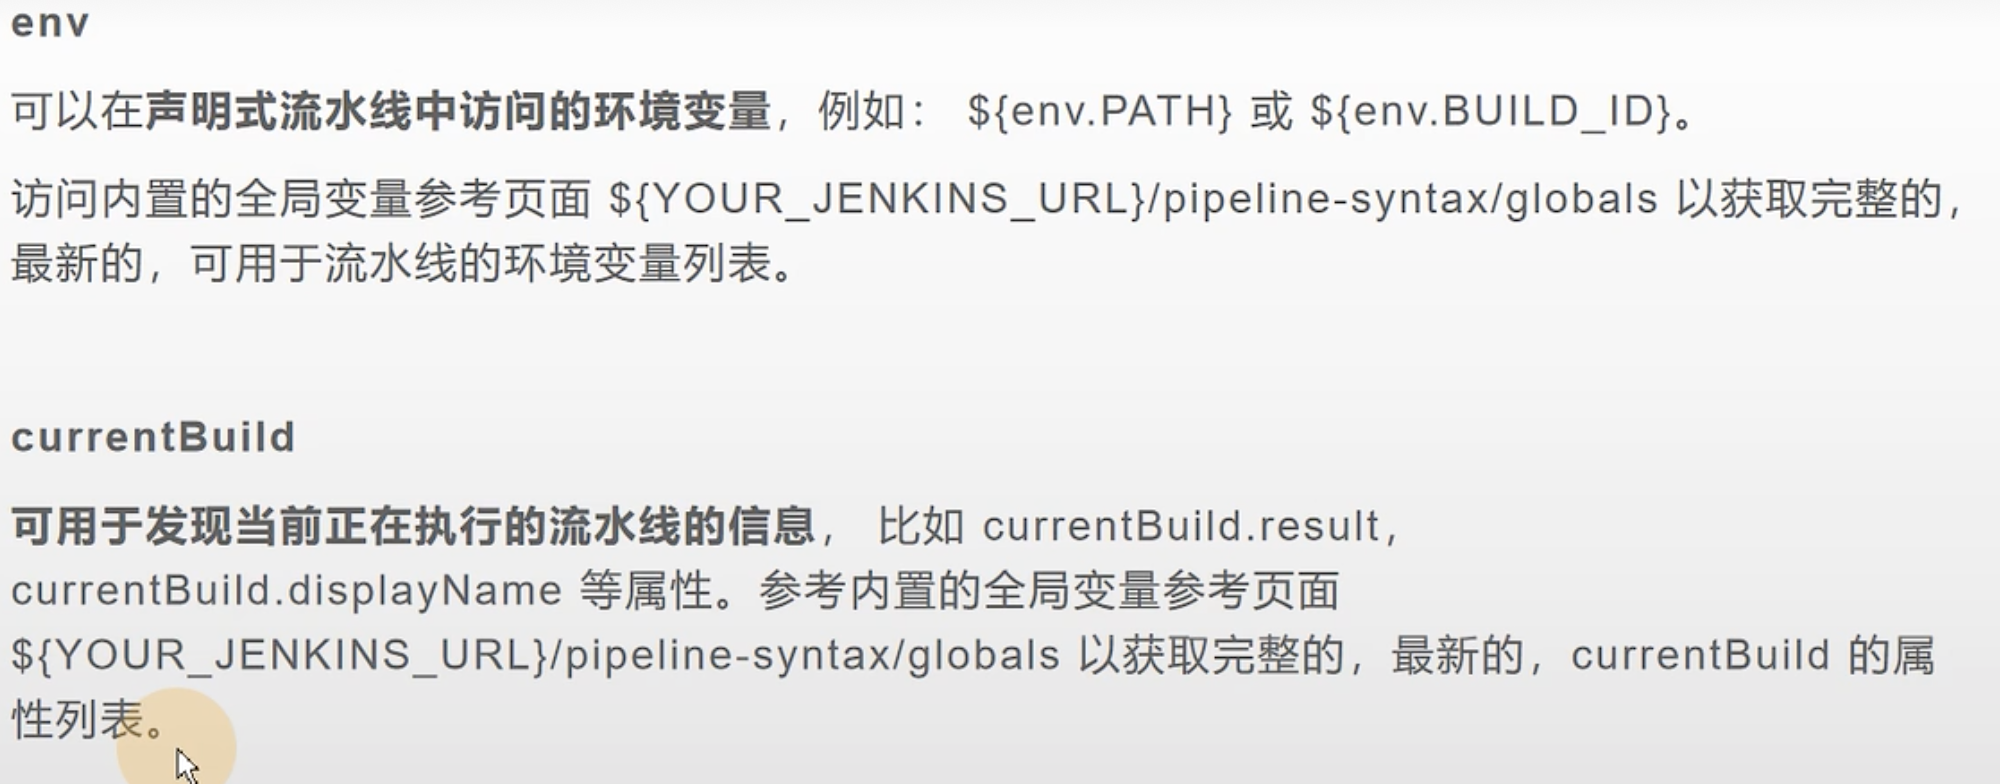 env
可以在声明式流水线中访问的环境变量，例如： ${env.PATH} 或 ${env.BUILD_ID}。
访问内置的全局变量参考页面 ${YOUR_JENKINS_URL}/pipeline-syntax/globals 以获取完整的，
最新的，可用于流水线的环境变量列表。
currentBuild
可用于发现当前正在执行的流水线的信息， 比如 currentBuild.result，
currentBuild.displayName 等属性。参考内置的全局变量参考页面
${YOUR_JENKINS_URL}/pipeline-syntax/globals 以获取完整的，最新的，currentBuild 的属
性列表。